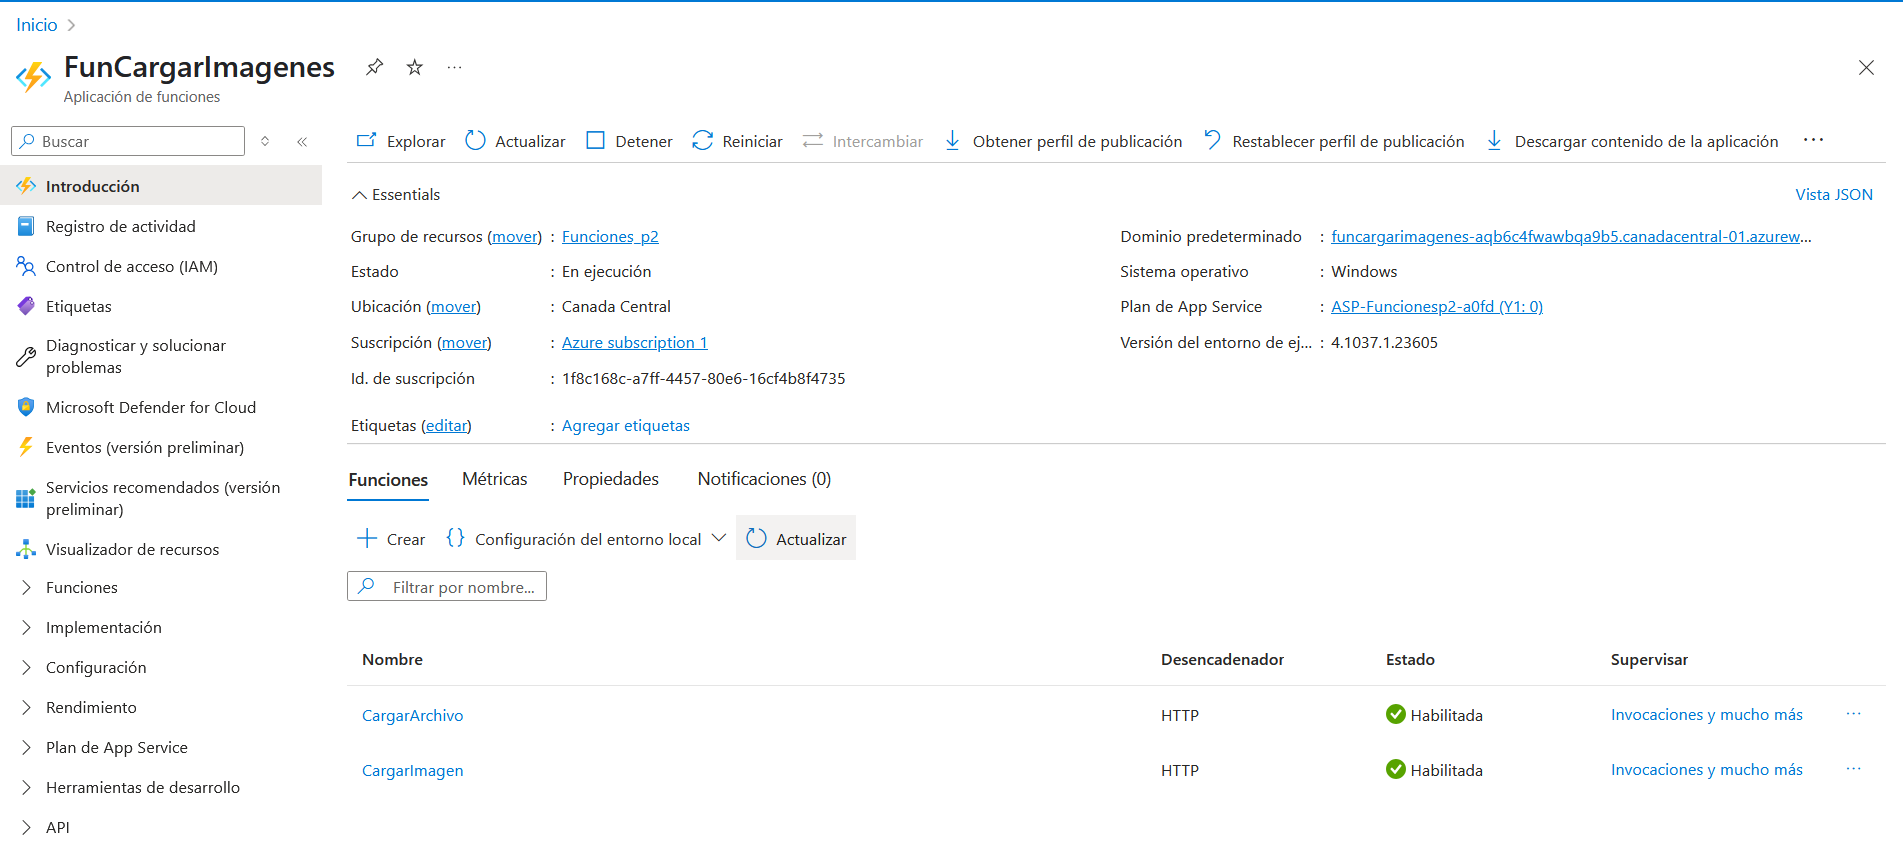 Inicio
FunCargarImagenes
Aplicación de funciones
Buscar
Explorar Actualizar Detener Reiniciar Intercambiar Obtener perfil de publicación Restablecer perfil de publicación Descargar contenido de la aplicación
Introducción
Registro de actividad
Control de acceso (IAM)
Etiquetas
Diagnosticar y solucionar
problemas
Microsoft Defender for Cloud
Eventos (versión preliminar)
Servicios recomendados (versión
preliminar)
Visualizador de recursos
Funciones
Implementación
Configuración
Rendimiento
Plan de App Service
Herramientas de desarrollo
API
Essentials
Vista JSON
Grupo de recursos (mover) : Funciones_p2
Estado : En ejecución
Ubicación (mover) : Canada Central
Suscripción (mover) : Azure subscription 1
Id. de suscripción : 1f8c168c-a7ff-4457-80e6-16cf4b8f4735
Etiquetas (editar) : Agregar etiquetas
Dominio predeterminado : funcargarimagenes-aqb6c4fwawbqa9b5.canadacentral-01.azurew...
Sistema operativo : Windows
Plan de App Service : ASP-Funcionesp2-a0fd (Y1: 0)
Versión del entorno de ej... : 4.1037.1.23605
Funciones Métricas Propiedades Notificaciones (0)
Crear Configuración del entorno local Actualizar
Filtrar por nombre...
Nombre Desencadenador Estado Supervisar
CargarArchivo HTTP Habilitada Invocaciones y mucho más
CargarImagen HTTP Habilitada Invocaciones y mucho más